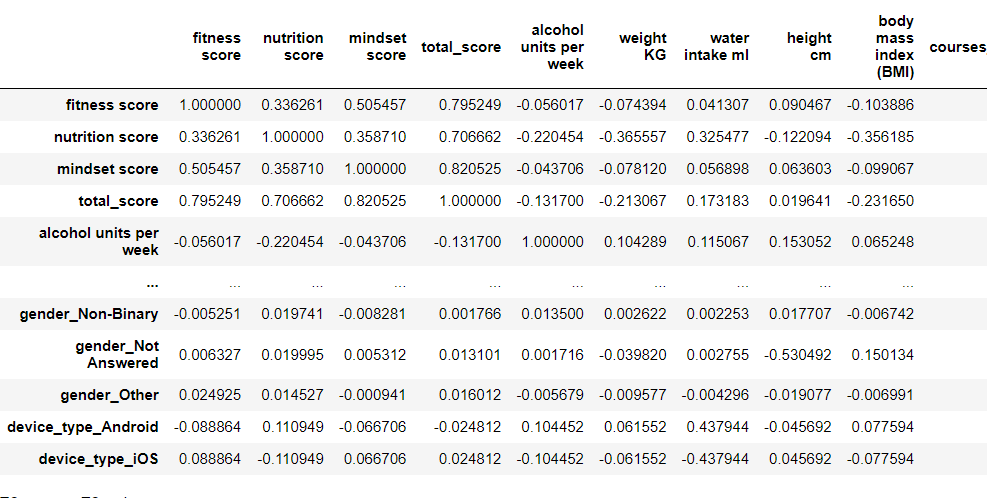 fitness score nutrition score mindset score total_score alcohol units per week weight KG water intake ml height cm body mass index (BMI) courses
fitness score 1.000000 0.336261 0.505457 0.795249 -0.056017 -0.074394 0.041307 0.090467 -0.103886
nutrition score 0.336261 1.000000 0.358710 0.706662 -0.220454 -0.365557 0.325477 -0.122094 -0.356185
mindset score 0.505457 0.358710 1.000000 0.820525 -0.043706 -0.078120 0.056898 0.063603 -0.099067
total_score 0.795249 0.706662 0.820525 1.000000 -0.131700 -0.213067 0.173183 0.019641 -0.231650
alcohol units per week -0.056017 -0.220454 -0.043706 -0.131700 1.000000 0.104289 0.115067 0.153052 0.065248
... ... ... ... ... ... ... ... ... ...
gender_Non-Binary -0.005251 0.019741 -0.008281 0.001766 0.013500 0.002622 0.002253 0.017707 -0.006742
gender_Not Answered 0.006327 0.019995 0.005312 0.013101 0.001716 -0.039820 0.002755 -0.530492 0.150134
gender_Other 0.024925 0.014527 -0.000941 0.016012 -0.005679 -0.009577 -0.004296 -0.019077 -0.006991
device_type_Android -0.088864 0.110949 -0.066706 -0.024812 0.104452 0.061552 0.437944 -0.045692 0.077594
device_type_iOS 0.088864 -0.110949 0.066706 0.024812 -0.104452 -0.061552 -0.437944 0.045692 -0.077594